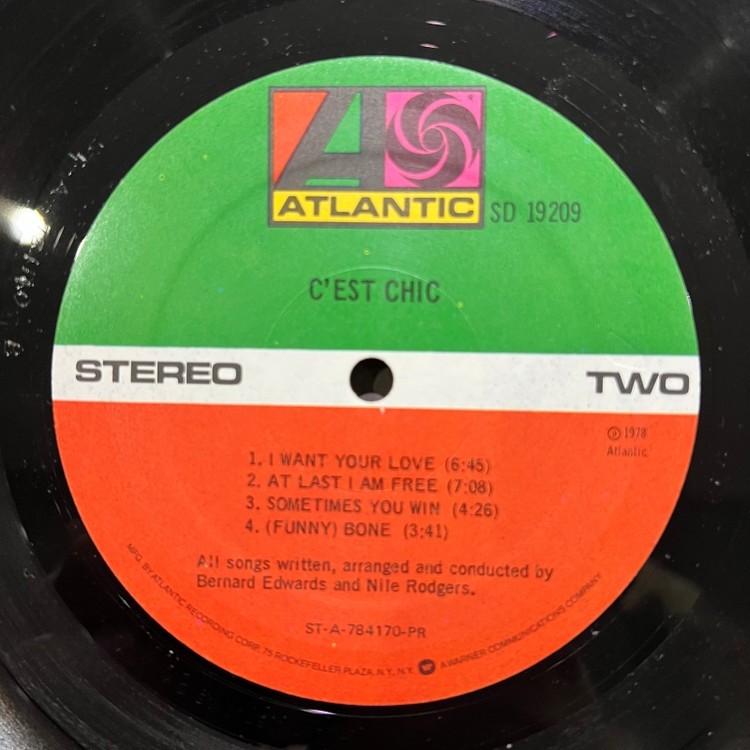 ATLANTIC
SD 19209
C'EST CHIC
STEREO
TWO
℗ 1978
Atlantic
1. I WANT YOUR LOVE (6:45)
2. AT LAST I AM FREE (7:08)
3. SOMETIMES YOU WIN (4:26)
4. (FUNNY) BONE (3:41)
All songs written, arranged and conducted by
Bernard Edwards and Nile Rodgers.
ST-A-784170-PR
MFG. BY ATLANTIC RECORDING CORP., 75 ROCKEFELLER PLAZA, N.Y., N.Y. A WARNER COMMUNICATIONS COMPANY